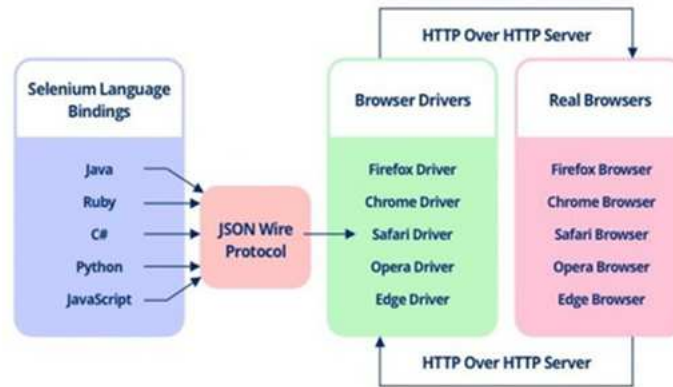 HTTP Over HTTP Server
Selenium Language
Bindings
Java
Ruby
C#
Python
JavaScript
JSON Wire
Protocol
Browser Drivers
Firefox Driver
Chrome Driver
Safari Driver
Opera Driver
Edge Driver
Real Browsers
Firefox Browser
Chrome Browser
Safari Browser
Opera Browser
Edge Browser
HTTP Over HTTP Server